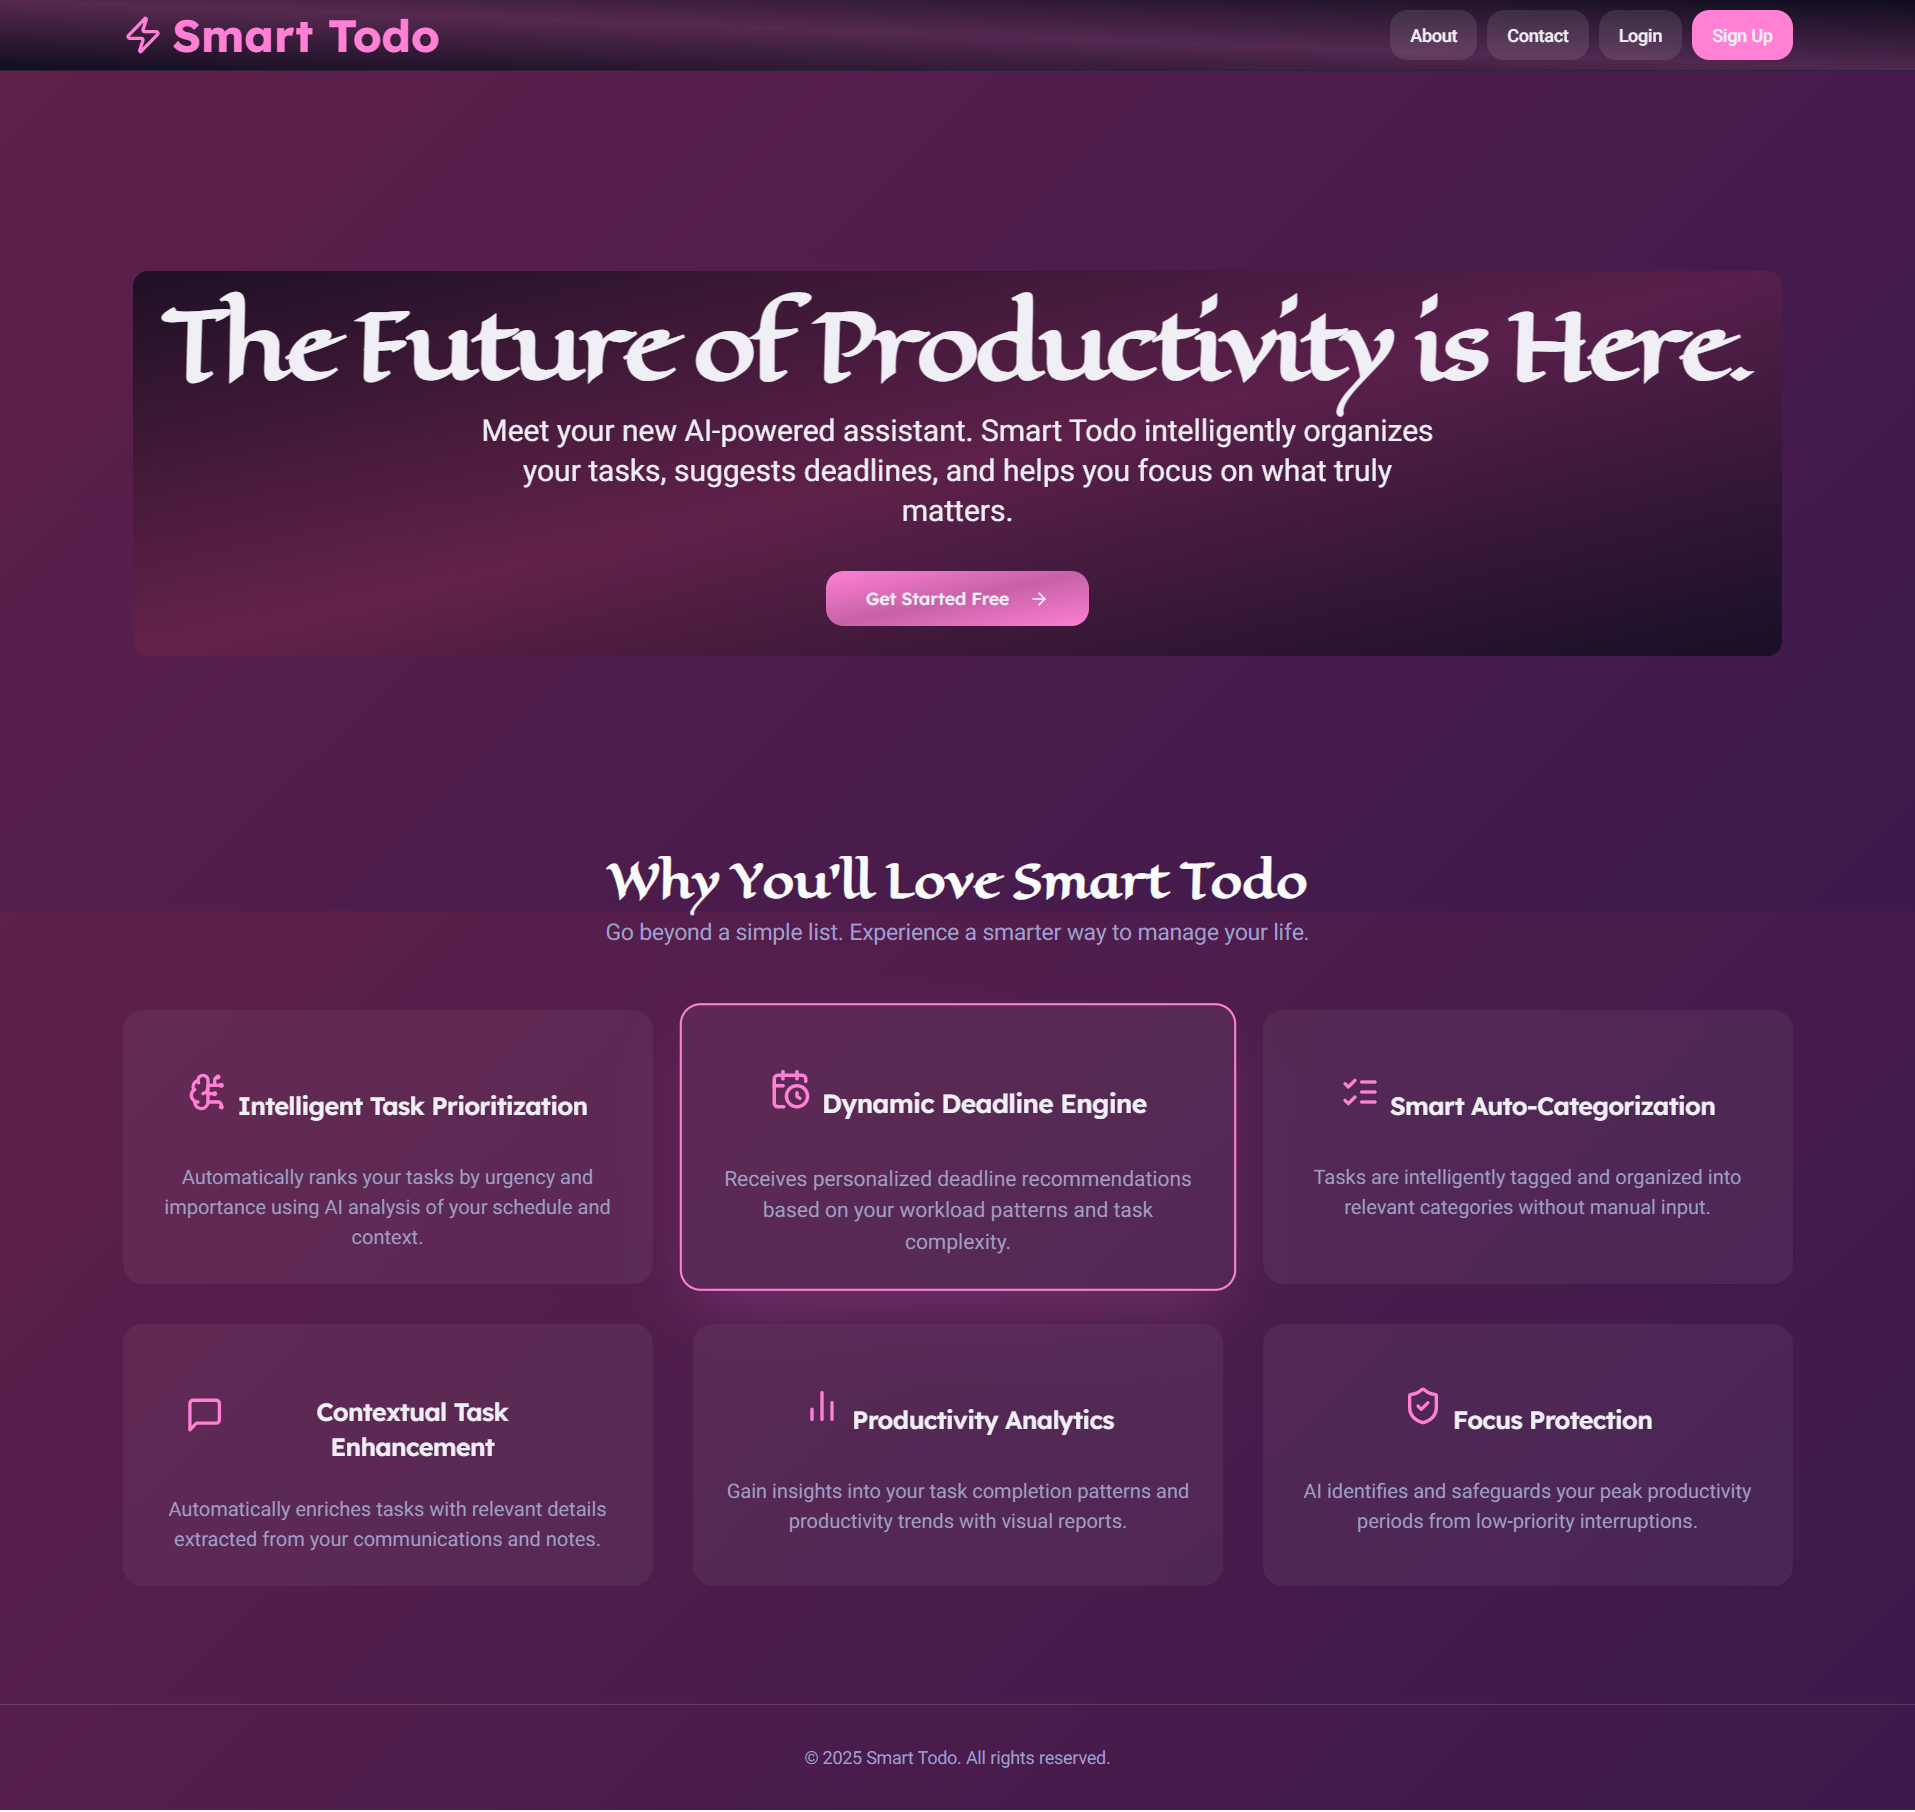 Smart Todo
About
Contact
Login
Sign Up
The Future of Productivity is Here.
Meet your new AI-powered assistant. Smart Todo intelligently organizes
your tasks, suggests deadlines, and helps you focus on what truly
matters.
Get Started Free
Why You'll Love Smart Todo
Go beyond a simple list. Experience a smarter way to manage your life.
Intelligent Task Prioritization
Automatically ranks your tasks by urgency and
importance using AI analysis of your schedule and
context.
Dynamic Deadline Engine
Receives personalized deadline recommendations
based on your workload patterns and task
complexity.
Smart Auto-Categorization
Tasks are intelligently tagged and organized into
relevant categories without manual input.
Contextual Task
Enhancement
Automatically enriches tasks with relevant details
extracted from your communications and notes.
Productivity Analytics
Gain insights into your task completion patterns and
productivity trends with visual reports.
Focus Protection
AI identifies and safeguards your peak productivity
periods from low-priority interruptions.
© 2025 Smart Todo. All rights reserved.